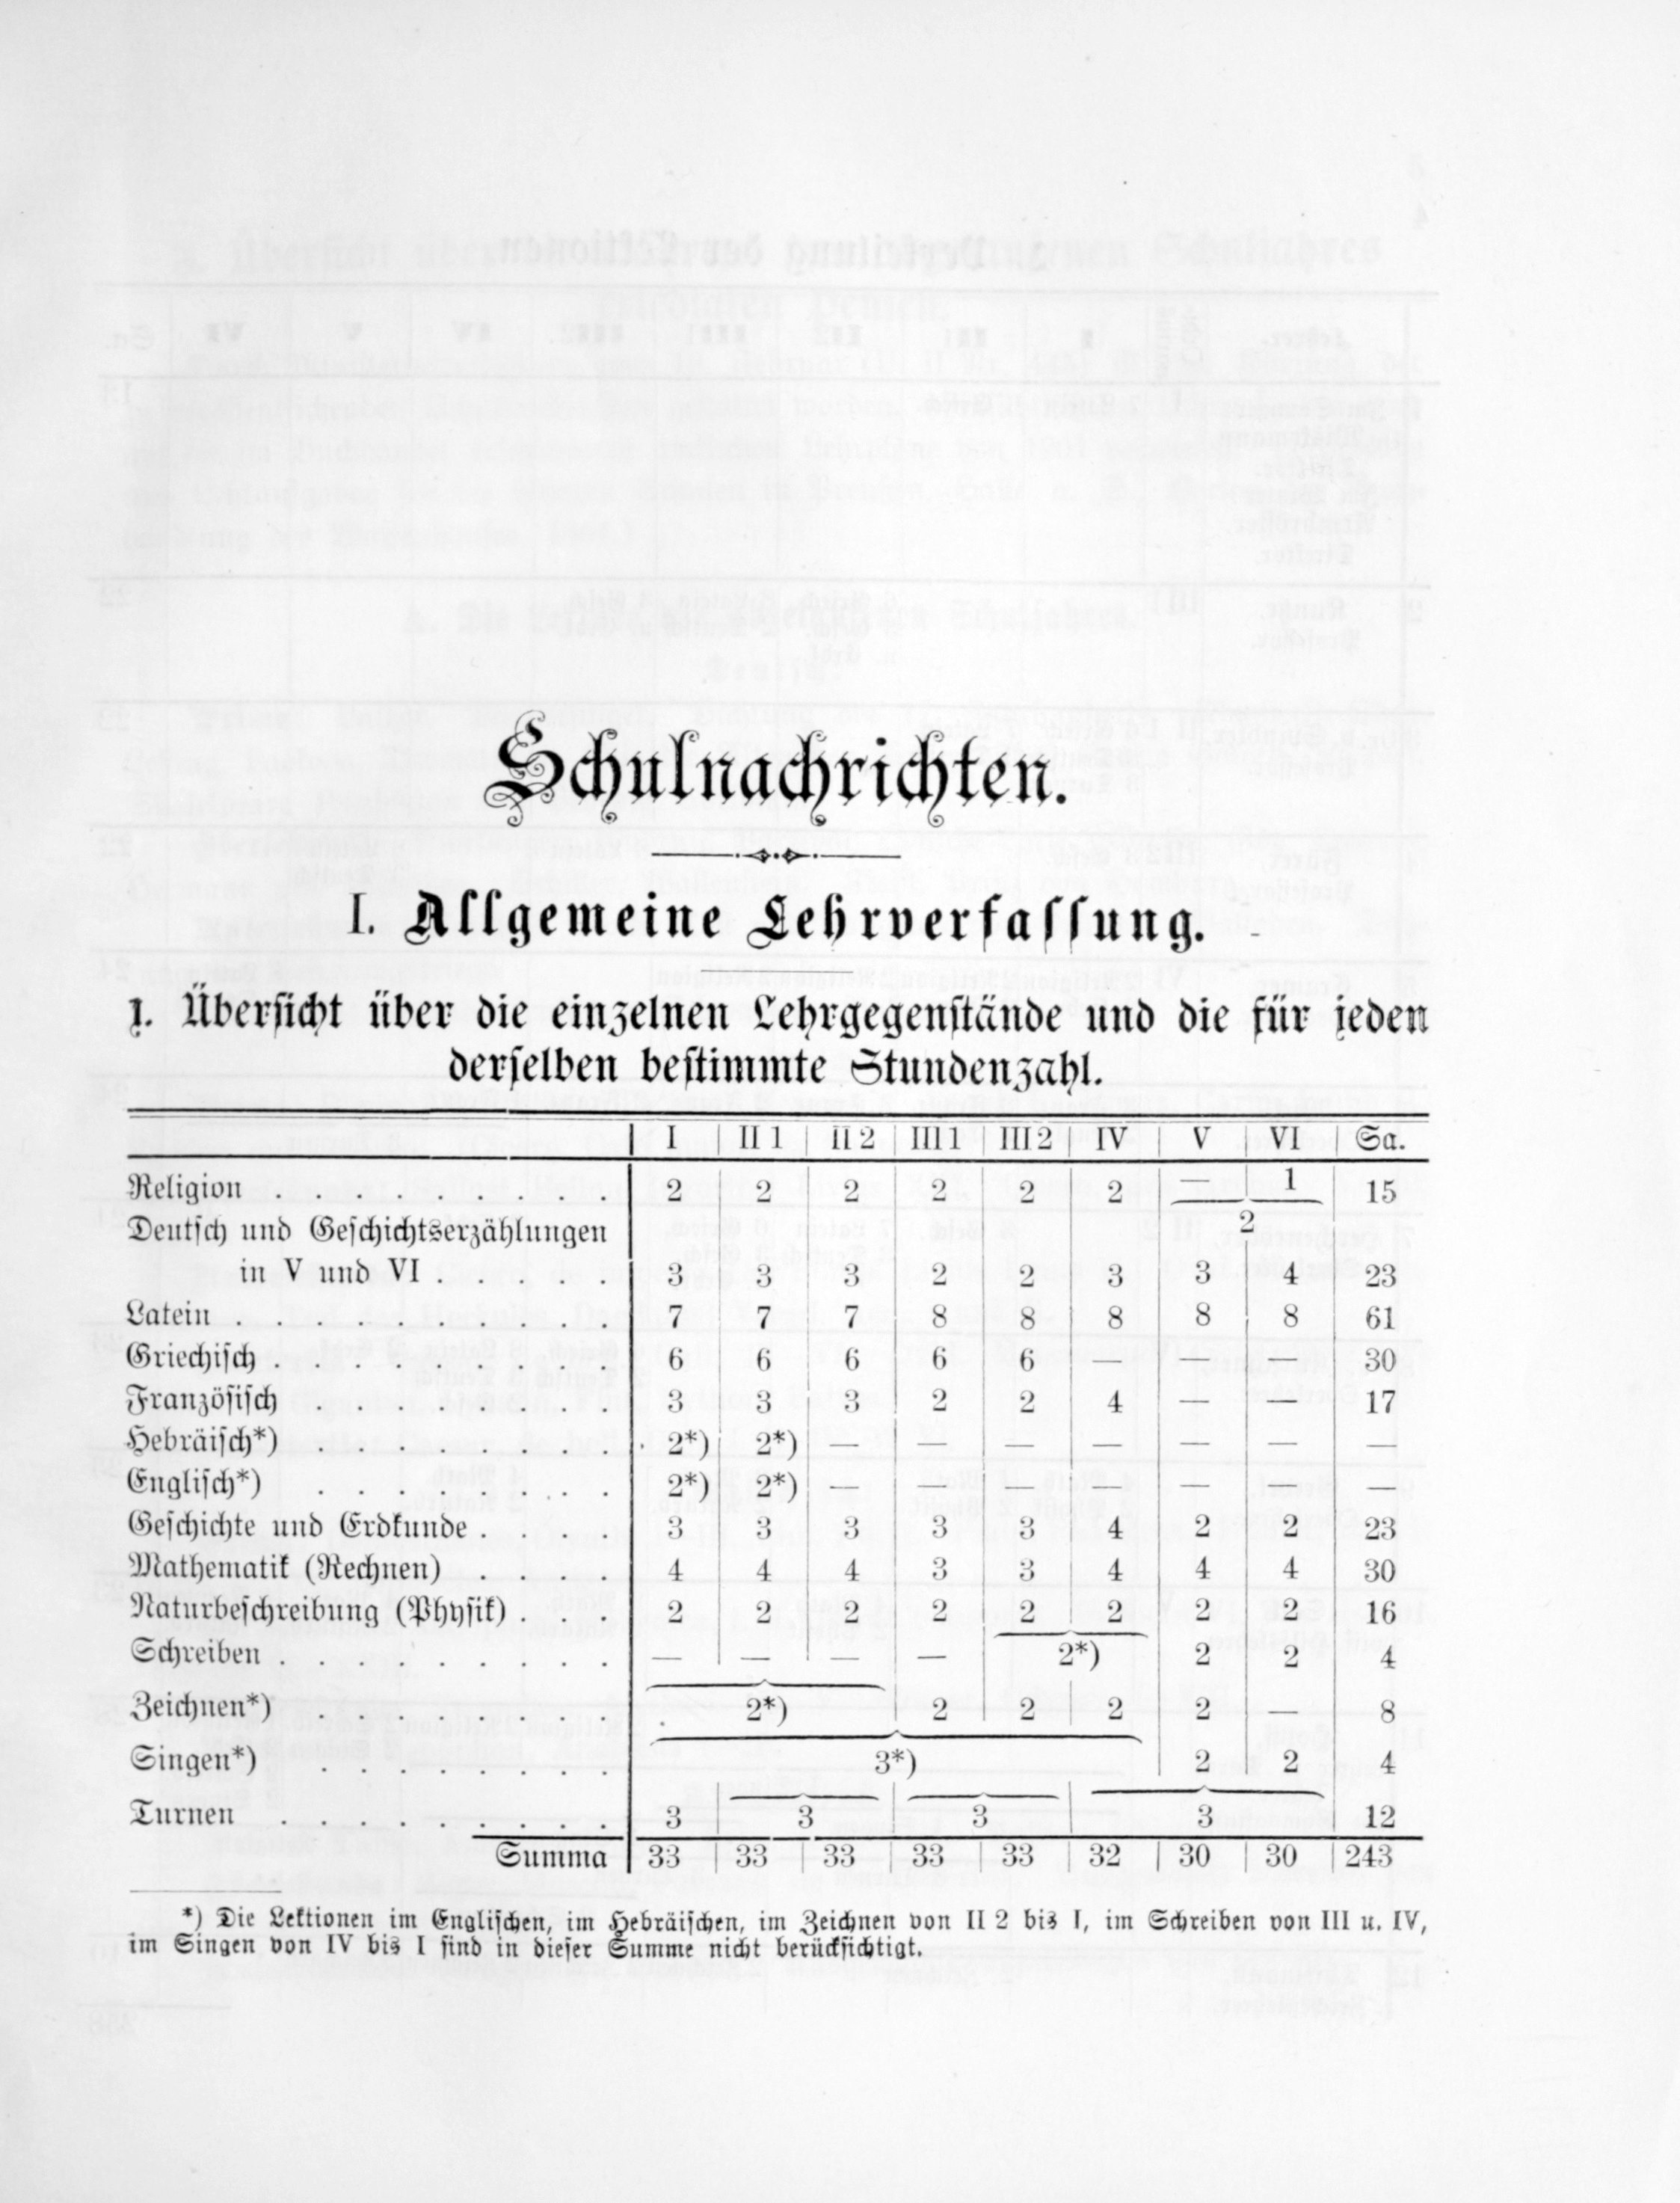 Schulnachrichten.
I. Allgemeine Lehrverfassung.
1. Übersicht über die einzelnen Lehrgegenstände und die für jeden
derselben bestimmte Stundenzahl.
I II 1 II 2 III 1 III 2 IV V VI Sa.
Religion . . . . . . . . . 2 2 2 2 2 2 — 1 15
2
Deutsch und Geschichtserzählungen
in V und VI . . . . . 3 3 3 2 2 3 3 4 23
Latein . . . . . . . . . . 7 7 7 8 8 8 8 8 61
Griechisch . . . . . . . . . 6 6 6 6 6 — — — 30
Französisch . . . . . . . . 3 3 3 2 2 4 — — 17
Hebräisch*) . . . . . . . . 2*) 2*) — — — — — — —
Englisch*) . . . . . . . . 2*) 2*) — — — — — — —
Geschichte und Erdkunde . . . . 3 3 3 3 3 4 2 2 23
Mathematik (Rechnen) . . . . 4 4 4 3 3 4 4 4 30
Naturbeschreibung (Physik) . . . 2 2 2 2 2 2 2 2 16
Schreiben . . . . . . . . . — — — — 2*) 2 2 4
Zeichnen*) . . . . . . . . 2*) 2 2 2 2 — 8
Singen*) . . . . . . . . 3*) 2 2 4
Turnen . . . . . . . . . 3 3 3 3 12
Summa 33 33 33 33 33 32 30 30 243
*) Die Lektionen im Englischen, im Hebräischen, im Zeichnen von II 2 bis I, im Schreiben von III u. IV,
im Singen von IV bis I sind in dieser Summe nicht berücksichtigt.